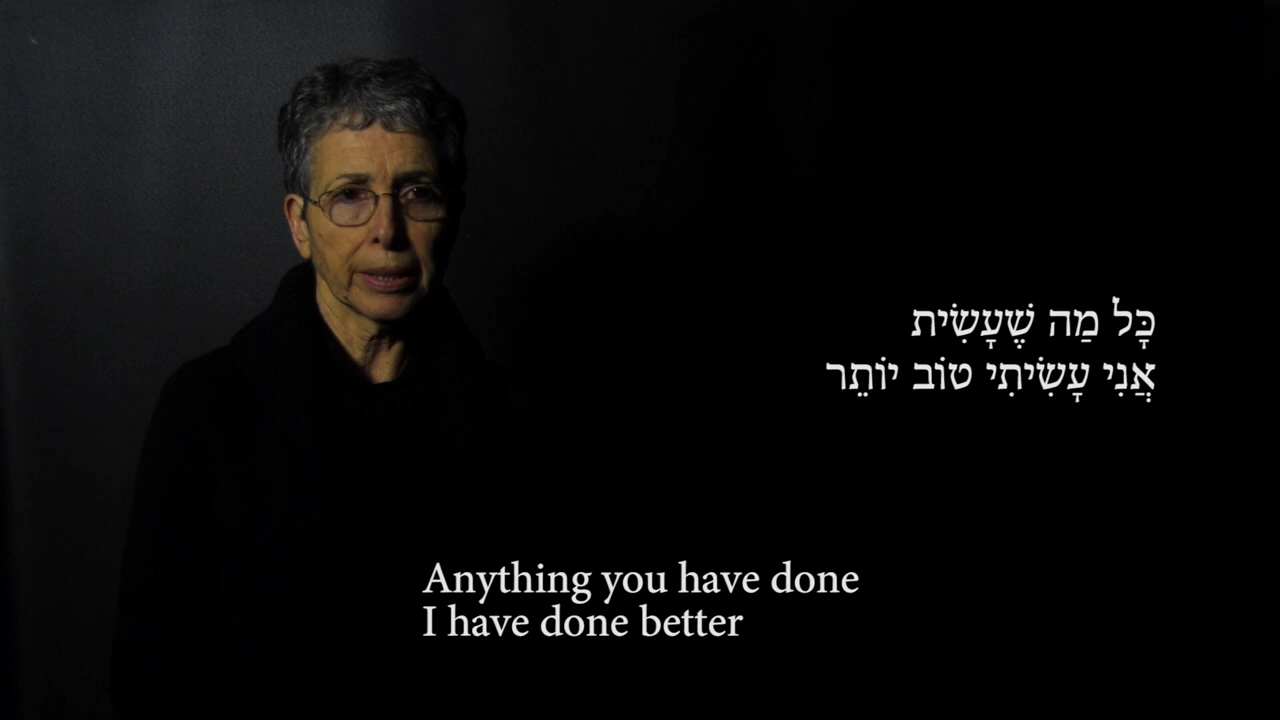 כָּל מַה שֶׁעָשִׂית
אֲנִי עָשִׂיתִי טוֹב יוֹתֵר
Anything you have done
I have done better